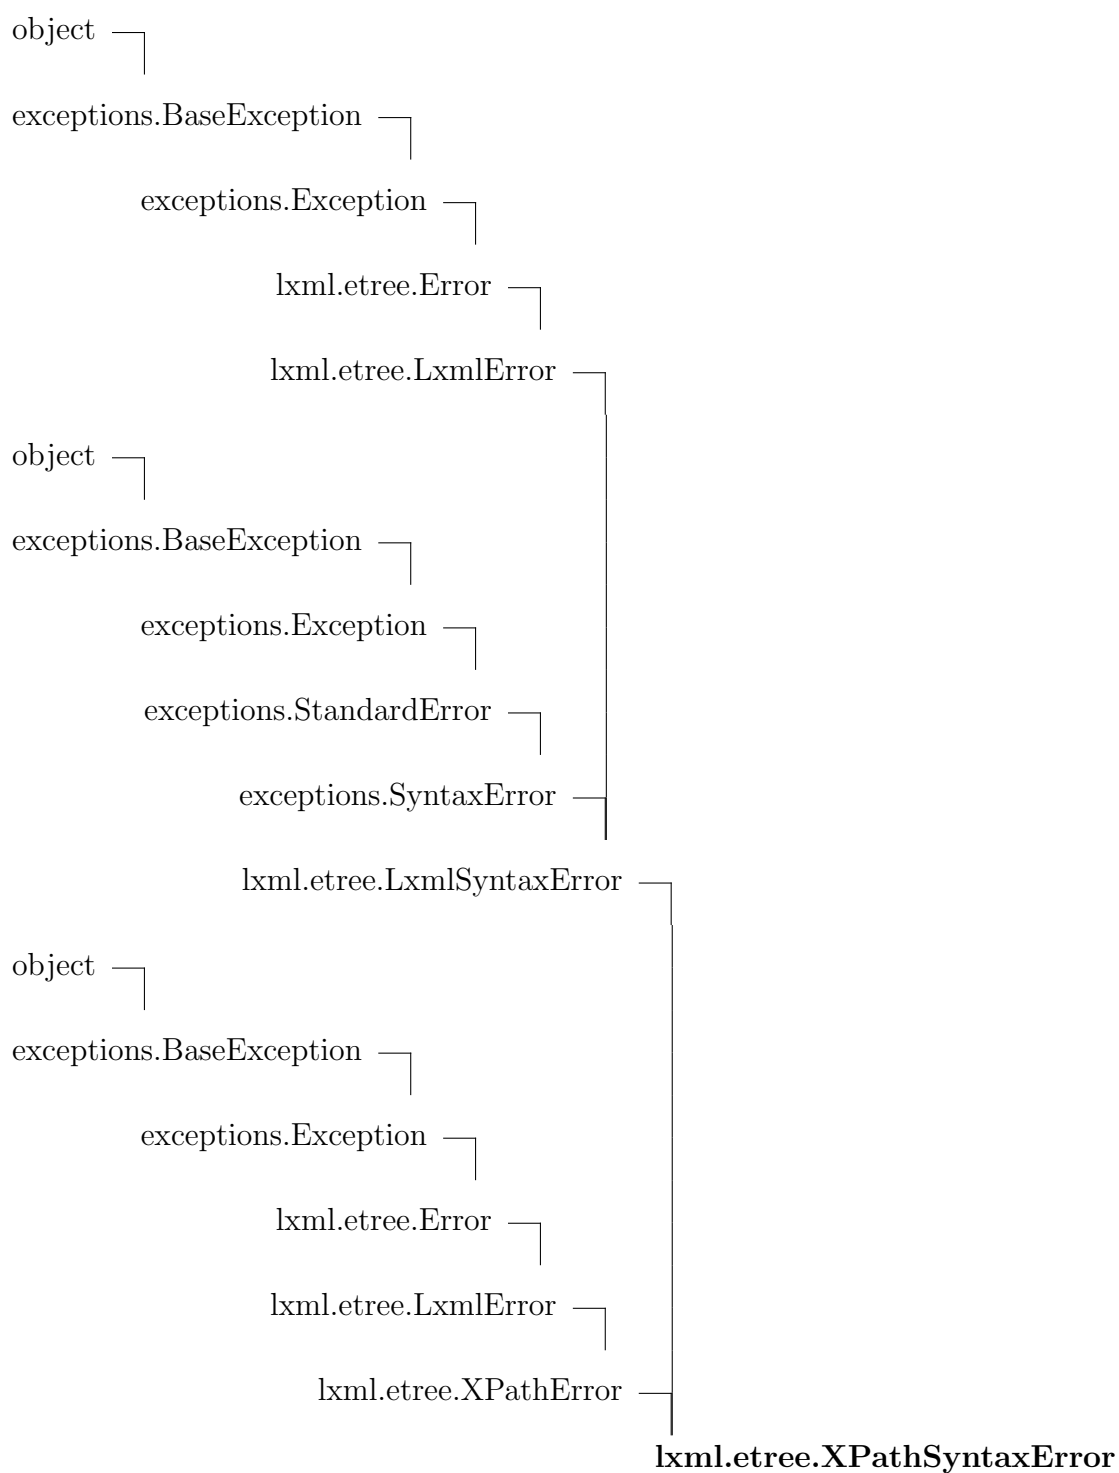 object
exceptions.BaseException
exceptions.Exception
lxml.etree.Error
lxml.etree.LxmlError
object
exceptions.BaseException
exceptions.Exception
exceptions.StandardError
exceptions.SyntaxError
lxml.etree.LxmlSyntaxError
object
exceptions.BaseException
exceptions.Exception
lxml.etree.Error
lxml.etree.LxmlError
lxml.etree.XPathError
lxml.etree.XPathSyntaxError